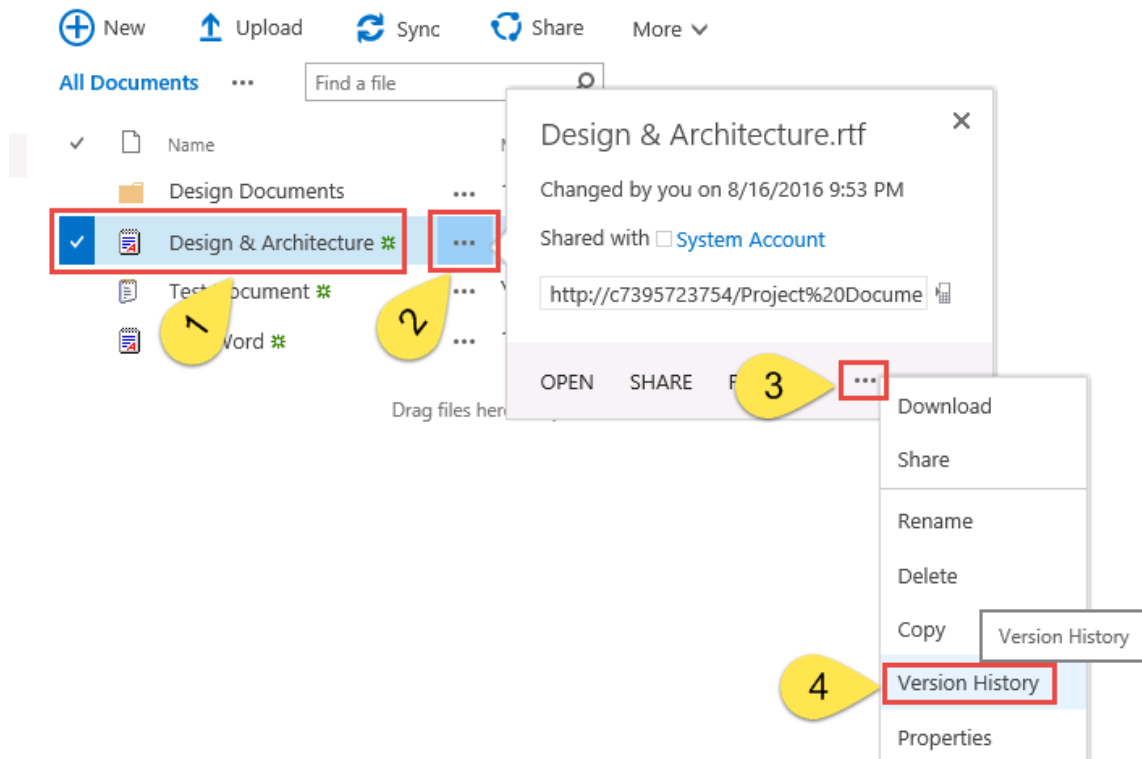 New Upload Sync Share More
All Documents ... Find a file
Name
Design & Architecture.rtf
Changed by you on 8/16/2016 9:53 PM
Shared with System Account
http://c7395723754/Project%20Docume
OPEN SHARE ...
Design Documents ...
Design & Architecture ...
Test Document ...
Word ...
Drag files here
1
2
3
4
Download
Share
Rename
Delete
Copy
Version History
Version History
Properties